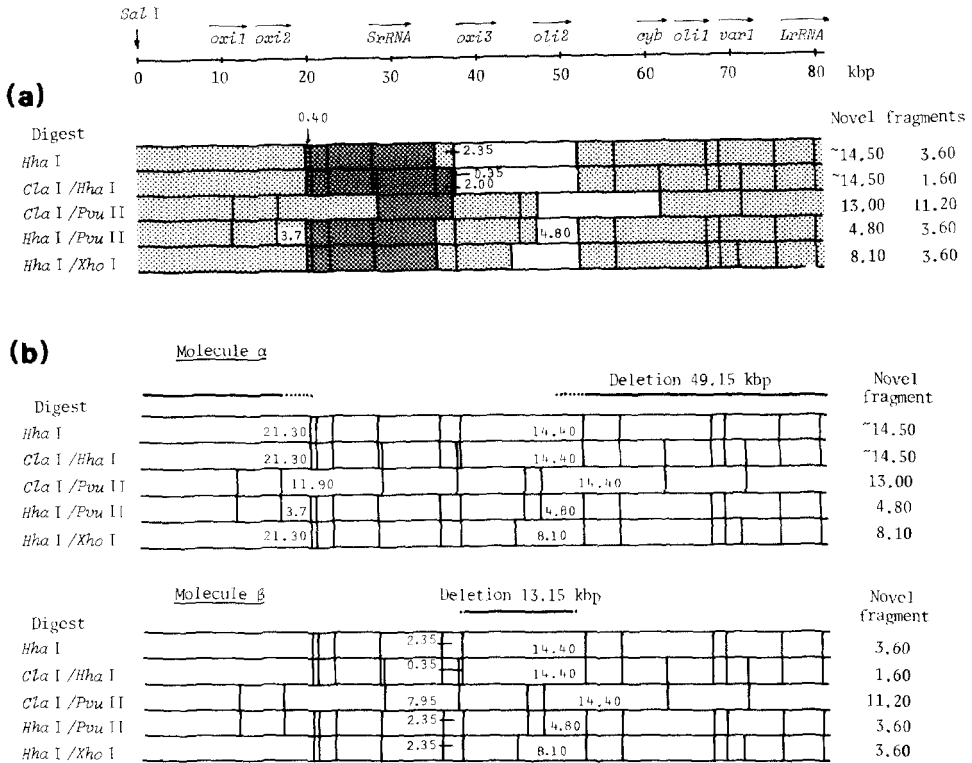 Sal I
oxi1 oxi2 SrRNA oxi3 oli2 cyb oli1 var1 LrRNA
0 10 20 30 40 50 60 70 80 kbp
(a)
Digest 0.40 Novel fragments
Hha I 2.35 ~14.50 3.60
Cla I/Hha I 0.35 2.00 ~14.50 1.60
Cla I/Pvu II 13.00 11.20
Hha I/Pvu II 3.7 4.80 4.80 3.60
Hha I/Xho I 8.10 3.60
(b)
Molecule α
Deletion 49.15 kbp
Novel fragment
Digest
Hha I 21.30 14.40 ~14.50
Cla I/Hha I 21.30 14.40 ~14.50
Cla I/Pvu II 11.90 14.40 13.00
Hha I/Pvu II 3.7 4.80 4.80
Hha I/Xho I 21.30 8.10 8.10
Molecule β
Deletion 13.15 kbp
Novel fragment
Digest
Hha I 2.35 14.40 3.60
Cla I/Hha I 0.35 14.40 1.60
Cla I/Pvu II 7.95 14.40 11.20
Hha I/Pvu II 2.35 4.80 3.60
Hha I/Xho I 2.35 8.10 3.60